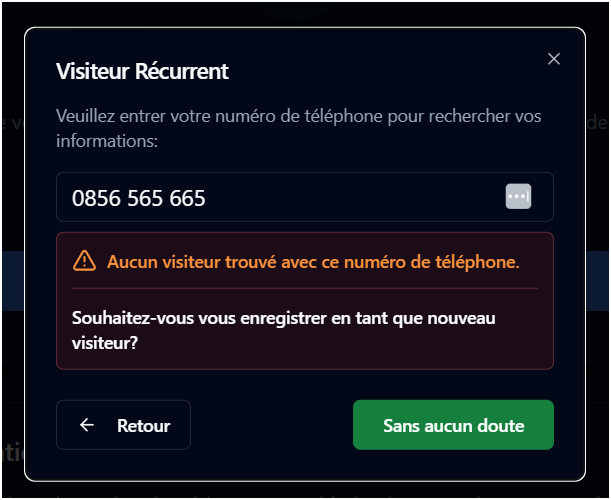 Visiteur Récurrent
Veuillez entrer votre numéro de téléphone pour rechercher vos
informations:
0856 565 665
Aucun visiteur trouvé avec ce numéro de téléphone.
Souhaitez-vous vous enregistrer en tant que nouveau
visiteur?
Retour
Sans aucun doute